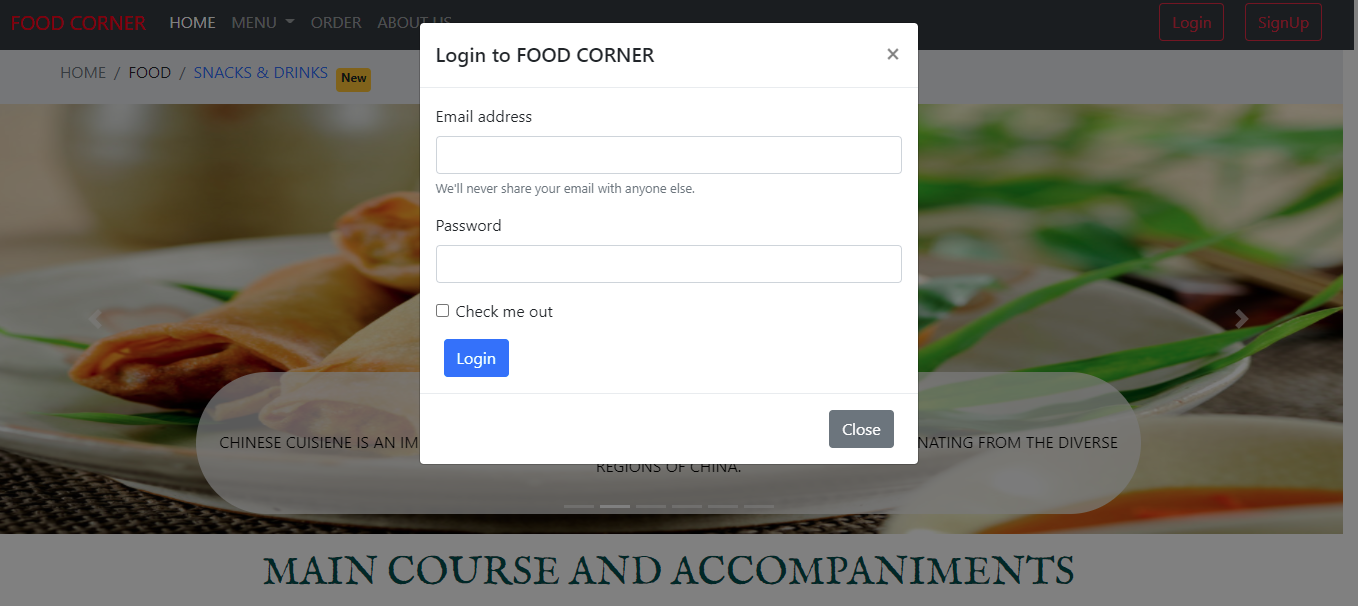 FOOD CORNER HOME MENU ORDER ABOUT US Login SignUp
HOME / FOOD / SNACKS & DRINKS New
Login to FOOD CORNER ×
Email address
We'll never share your email with anyone else.
Password
Check me out
Login
Close
CHINESE CUISIENE IS AN IM NATING FROM THE DIVERSE
REGIONS OF CHINA.
MAIN COURSE AND ACCOMPANIMENTS